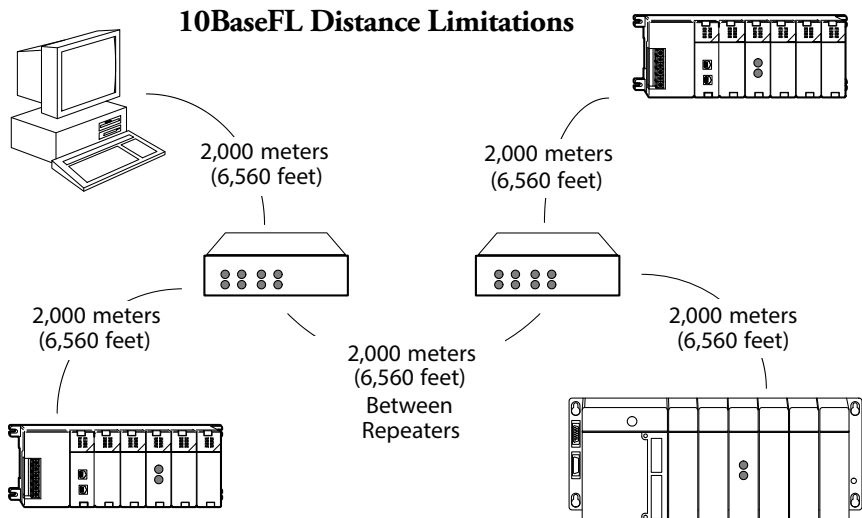 10BaseFL Distance Limitations
2,000 meters
(6,560 feet)
2,000 meters
(6,560 feet)
2,000 meters
(6,560 feet)
2,000 meters
(6,560 feet)
Between
Repeaters
2,000 meters
(6,560 feet)